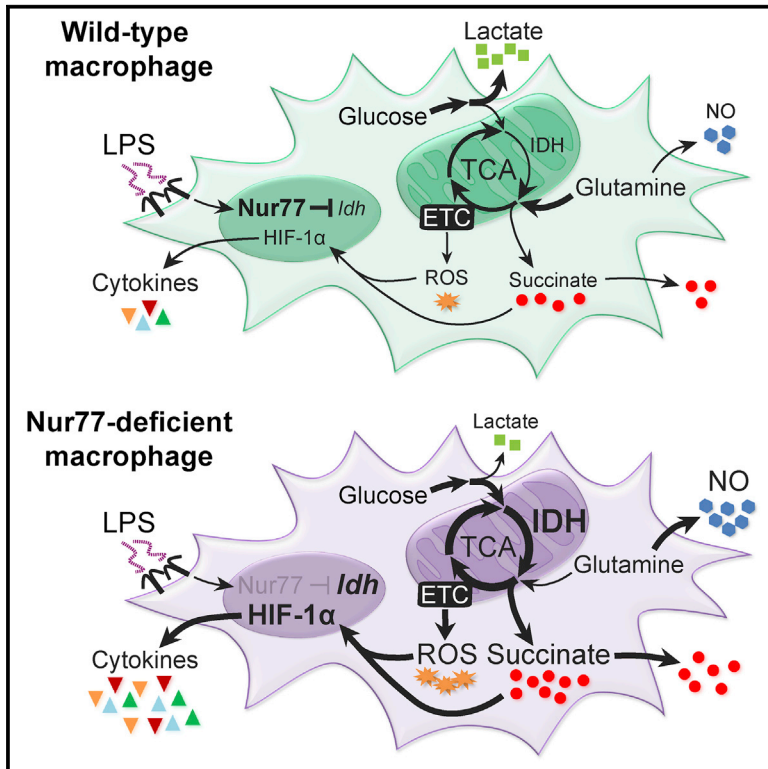 Wild-type
macrophage
Lactate
Glucose
NO
LPS
IDH
TCA
Glutamine
Nur77 Idh
ETC
HIF-1α
ROS
Succinate
Cytokines
Nur77-deficient
macrophage
Lactate
Glucose
NO
LPS
IDH
TCA
Glutamine
Nur77 Idh
ETC
HIF-1α
ROS Succinate
Cytokines